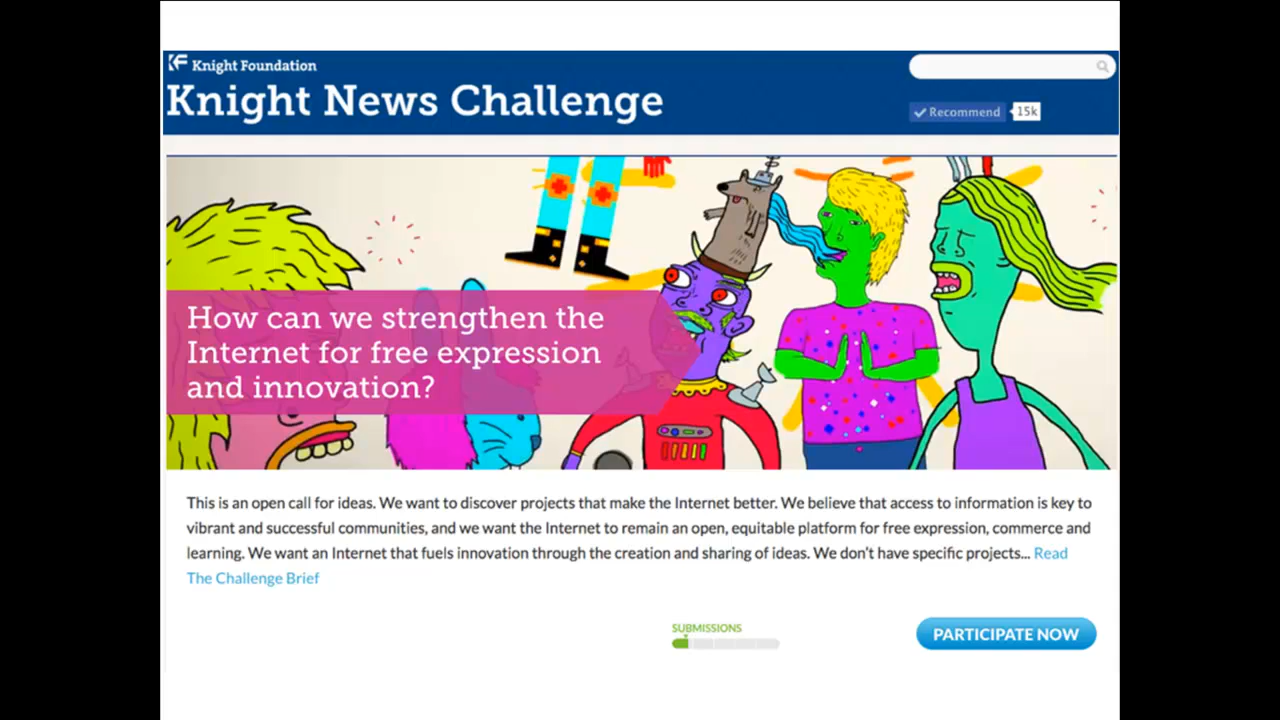 Knight Foundation
Knight News Challenge
Recommend
15k
How can we strengthen the
Internet for free expression
and innovation?
This is an open call for ideas. We want to discover projects that make the Internet better. We believe that access to information is key to
vibrant and successful communities, and we want the Internet to remain an open, equitable platform for free expression, commerce and
learning. We want an Internet that fuels innovation through the creation and sharing of ideas. We don't have specific projects... Read
The Challenge Brief
SUBMISSIONS
PARTICIPATE NOW